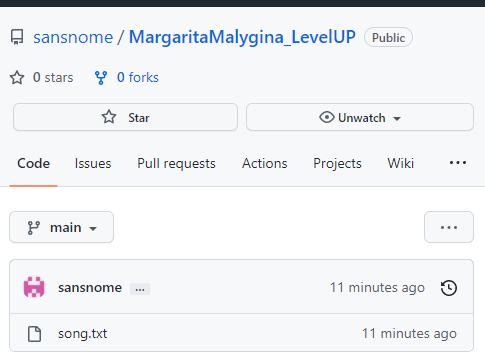 sansnome / MargaritaMalygina_LevelUP Public
0 stars 0 forks
Star Unwatch
Code Issues Pull requests Actions Projects Wiki ...
main ...
sansnome ... 11 minutes ago
song.txt 11 minutes ago